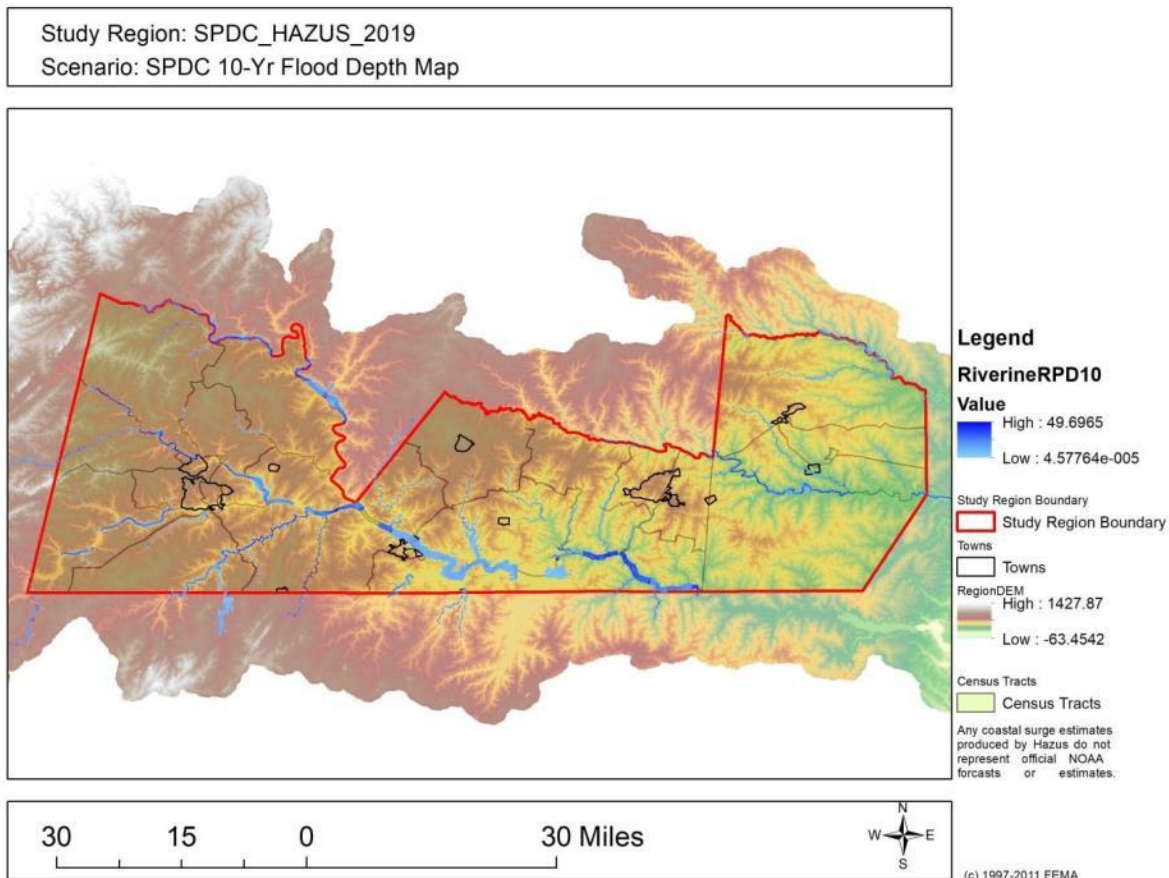 Study Region: SPDC_HAZUS_2019
Scenario: SPDC 10-Yr Flood Depth Map
Legend
RiverineRPD10
Value
High : 49.6965
Low : 4.57764e-005
Study Region Boundary
Study Region Boundary
Towns
Towns
RegionDEM
High : 1427.87
Low : -63.4542
Census Tracts
Census Tracts
Any coastal surge estimates
produced by Hazus do not
represent official NOAA
forcasts or estimates.
30 15 0 30 Miles
N
W E
S
(c) 1997-2011 FEMA